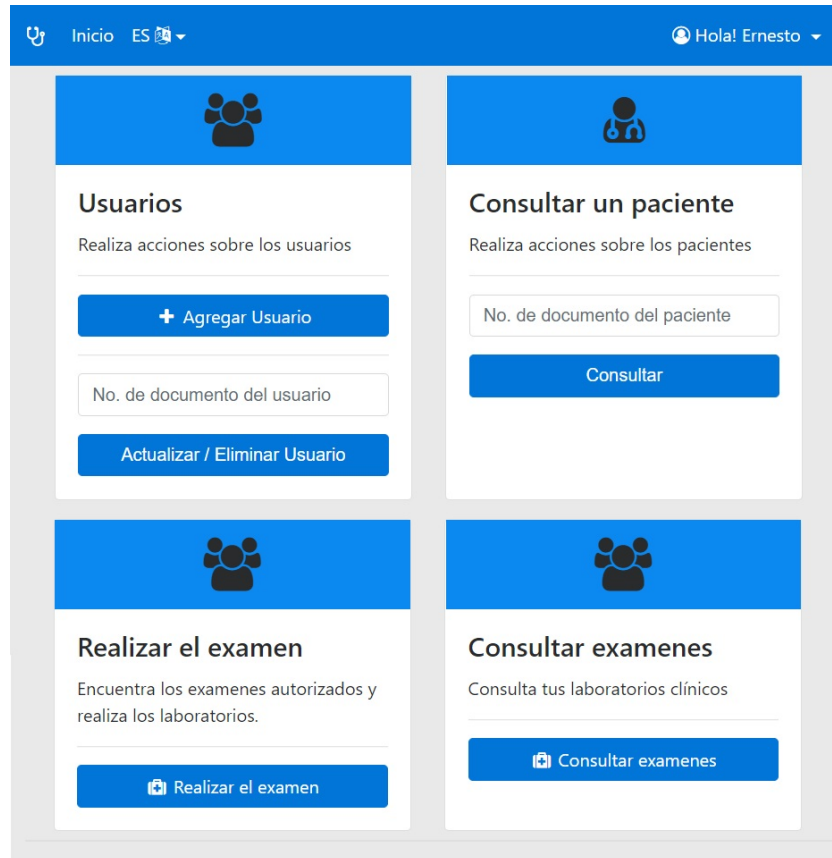 Inicio ES
Hola! Ernesto
Usuarios
Realiza acciones sobre los usuarios
Agregar Usuario
No. de documento del usuario
Actualizar / Eliminar Usuario
Consultar un paciente
Realiza acciones sobre los pacientes
No. de documento del paciente
Consultar
Realizar el examen
Encuentra los examenes autorizados y
realiza los laboratorios.
Realizar el examen
Consultar examenes
Consulta tus laboratorios clínicos
Consultar examenes